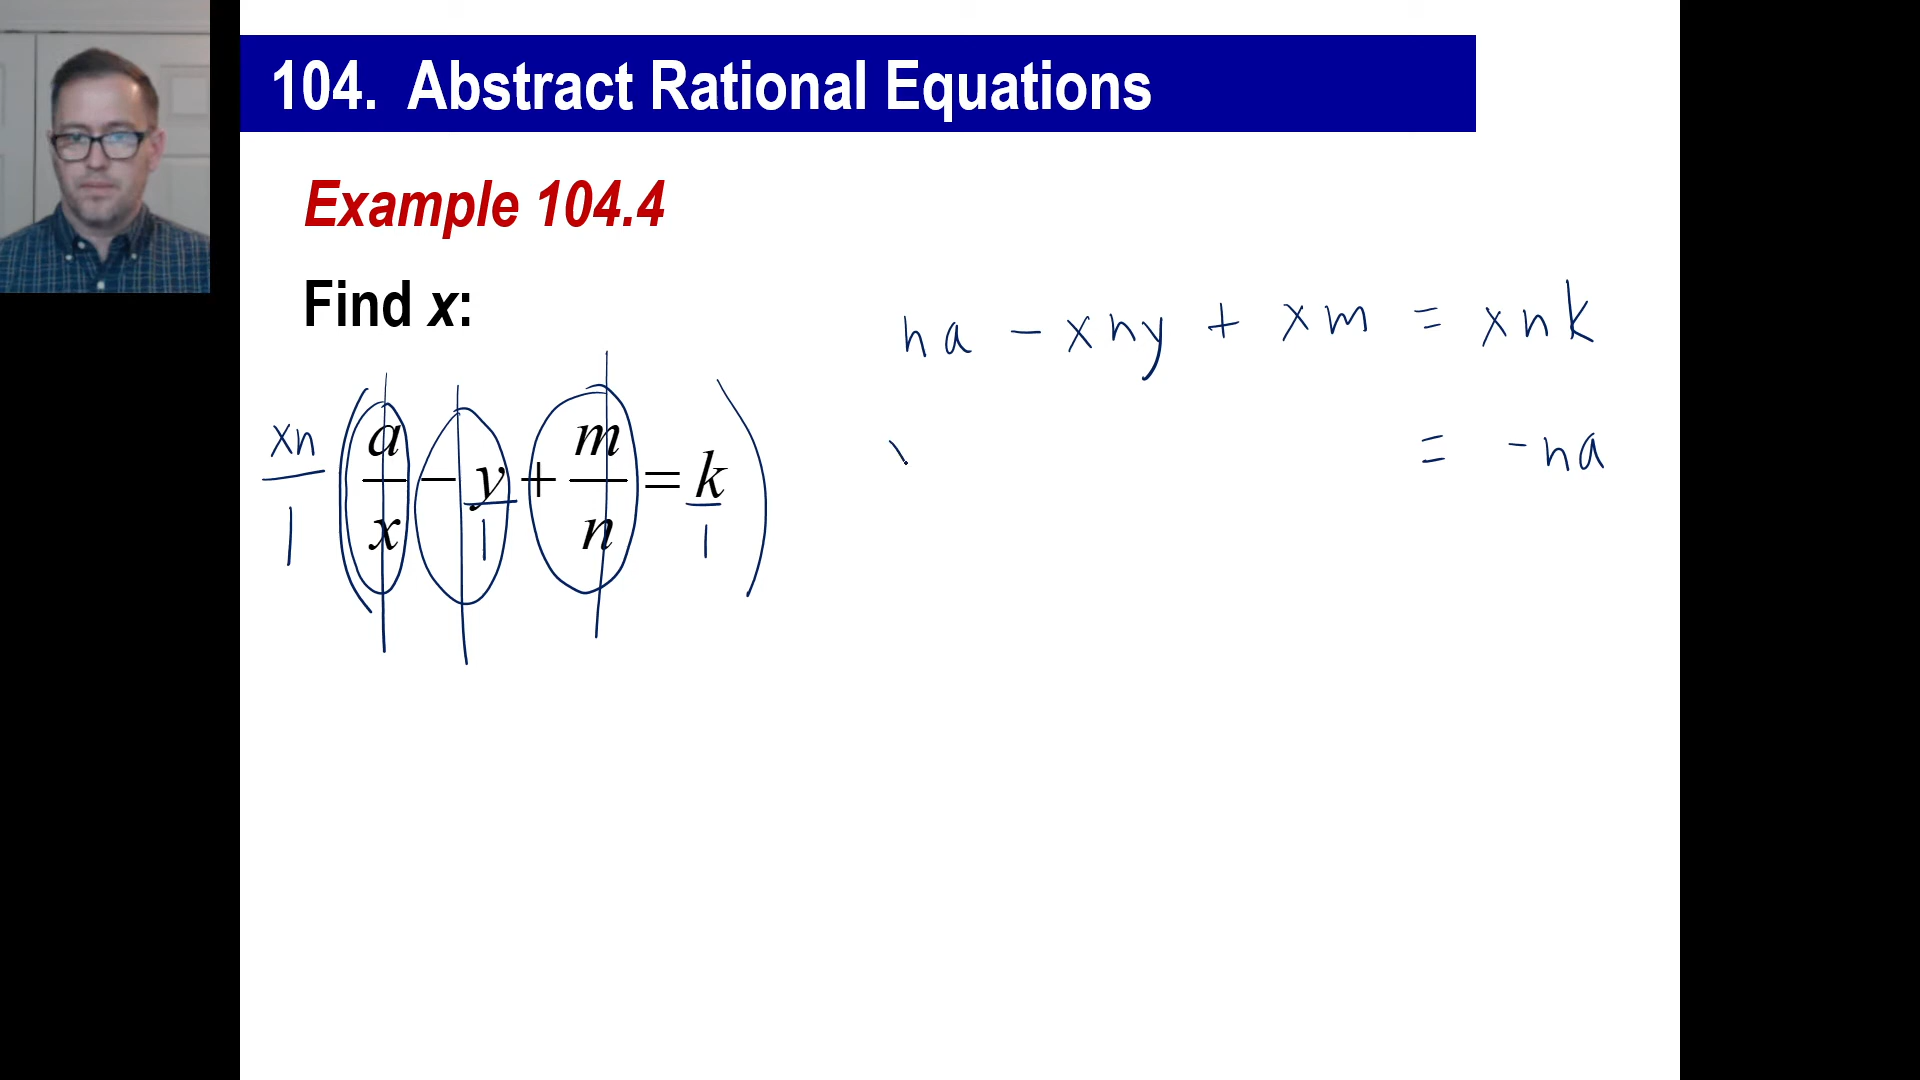 104. Abstract Rational Equations
Example 104.4
Find x:
na - xny + xm = xnk
xn/1 (a/x - y/1 + m/n = k/1)
= -na